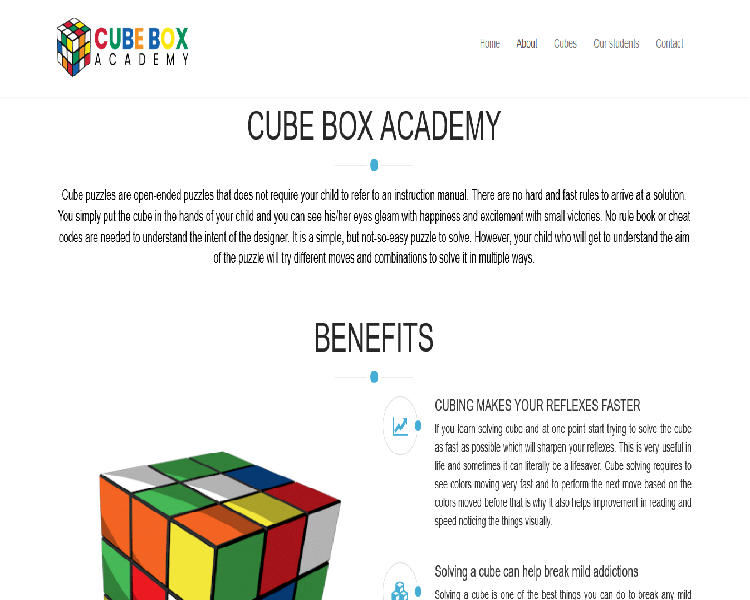 CUBE BOX
ACADEMY
Home About Cubes Our students Contact
CUBE BOX ACADEMY
Cube puzzles are open-ended puzzles that does not require your child to refer to an instruction manual. There are no hard and fast rules to arrive at a solution.
You simply put the cube in the hands of your child and you can see his/her eyes gleam with happiness and excitement with small victories. No rule book or cheat
codes are needed to understand the intent of the designer. It is a simple, but not-so-easy puzzle to solve. However, your child who will get to understand the aim
of the puzzle will try different moves and combinations to solve it in multiple ways.
BENEFITS
CUBING MAKES YOUR REFLEXES FASTER
If you learn solving cube and at one point start trying to solve the cube
as fast as possible which will sharpen your reflexes. This is very useful in
life and sometimes it can literally be a lifesaver. Cube solving requires to
see colors moving very fast and to perform the next move based on the
colors moved before that is why It also helps improvement in reading and
speed noticing the things visually.
Solving a cube can help break mild addictions
Solving a cube is one of the best things you can do to break any mild